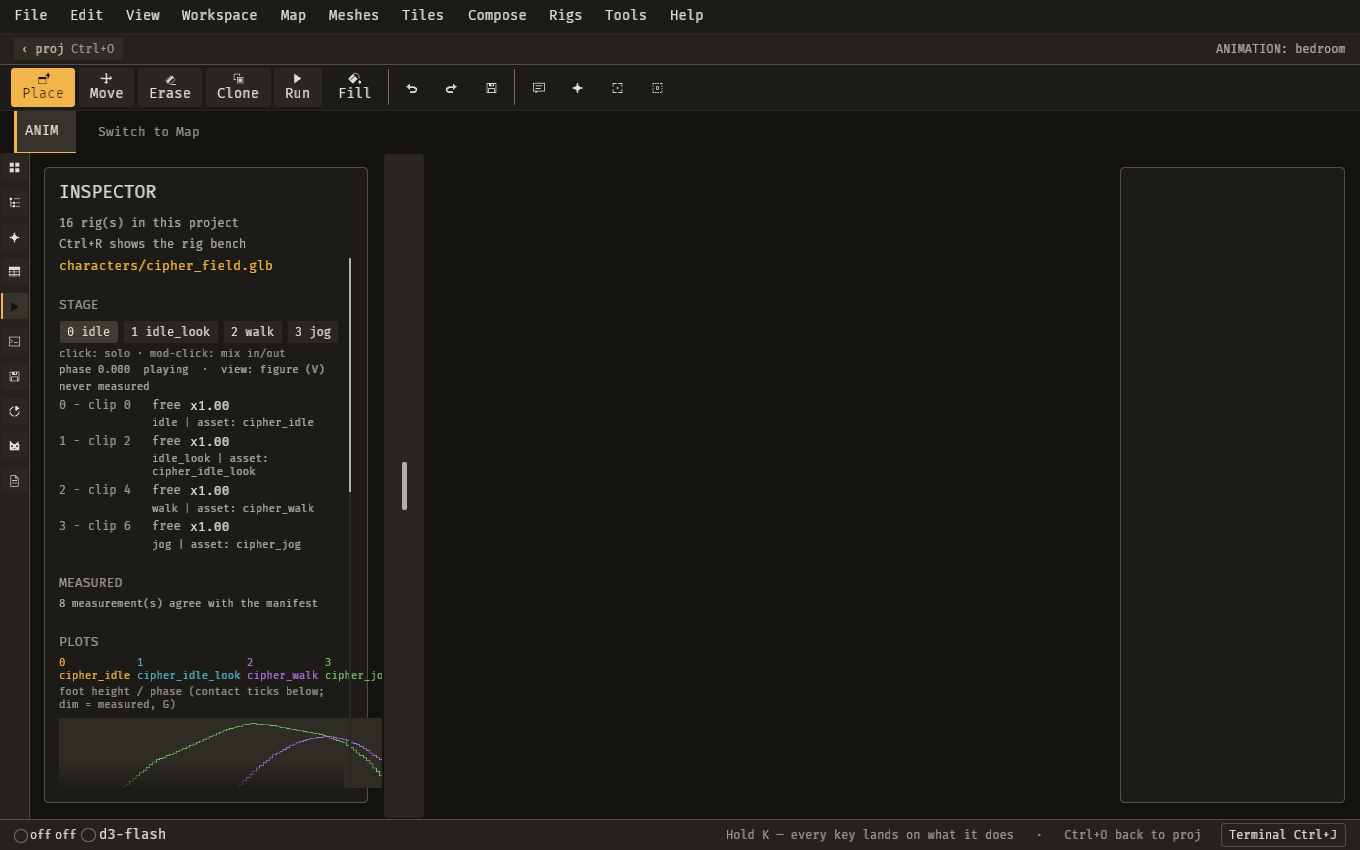 File Edit View Workspace Map Meshes Tiles Compose Rigs Tools Help
‹ proj Ctrl+O
ANIMATION: bedroom
Place Move Erase Clone Run Fill
ANIM Switch to Map
INSPECTOR
16 rig(s) in this project
Ctrl+R shows the rig bench
characters/cipher_field.glb
STAGE
0 idle 1 idle_look 2 walk 3 jog
click: solo · mod-click: mix in/out
phase 0.000 playing · view: figure (V)
never measured
0 - clip 0 free x1.00
idle | asset: cipher_idle
1 - clip 2 free x1.00
idle_look | asset:
cipher_idle_look
2 - clip 4 free x1.00
walk | asset: cipher_walk
3 - clip 6 free x1.00
jog | asset: cipher_jog
MEASURED
8 measurement(s) agree with the manifest
PLOTS
0 1 2 3
cipher_idle cipher_idle_look cipher_walk cipher_jo
foot height / phase (contact ticks below;
dim = measured, G)
off off d3-flash
Hold K — every key lands on what it does · Ctrl+O back to proj Terminal Ctrl+J